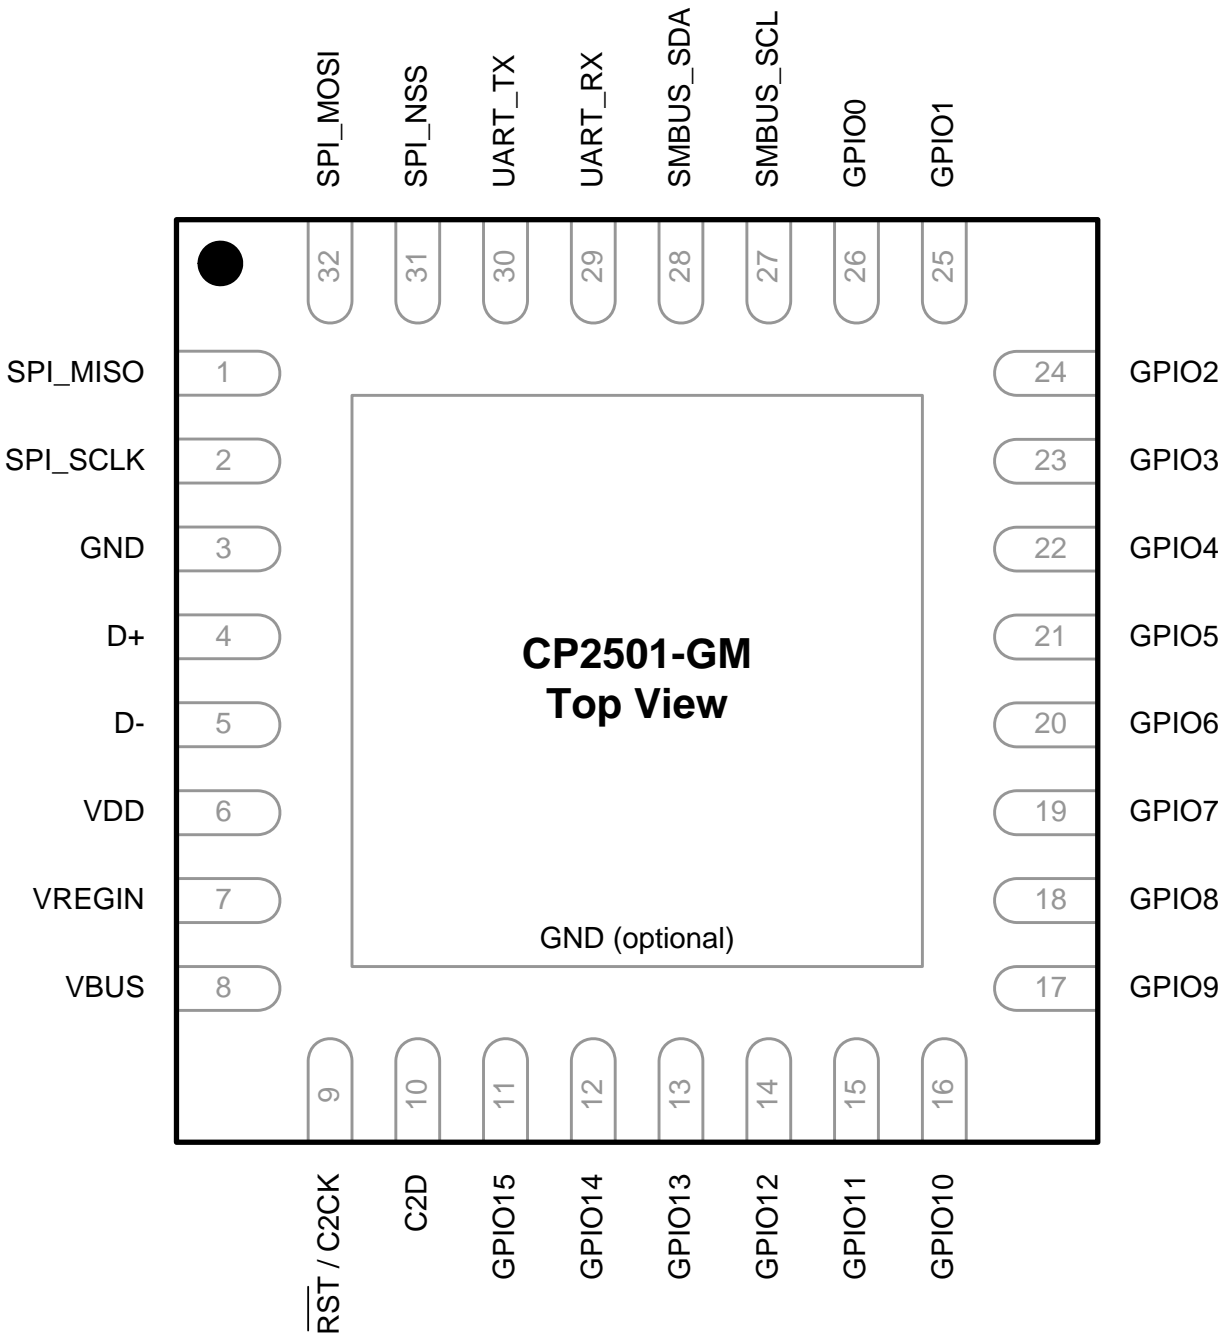 SPI_MOSI
SPI_NSS
UART_TX
UART_RX
SMBUS_SDA
SMBUS_SCL
GPIO0
GPIO1
32
31
30
29
28
27
26
25
SPI_MISO 1
SPI_SCLK 2
GND 3
D+ 4
D- 5
VDD 6
VREGIN 7
VBUS 8
24 GPIO2
23 GPIO3
22 GPIO4
21 GPIO5
20 GPIO6
19 GPIO7
18 GPIO8
17 GPIO9
CP2501-GM
Top View
GND (optional)
9
10
11
12
13
14
15
16
RST / C2CK
C2D
GPIO15
GPIO14
GPIO13
GPIO12
GPIO11
GPIO10